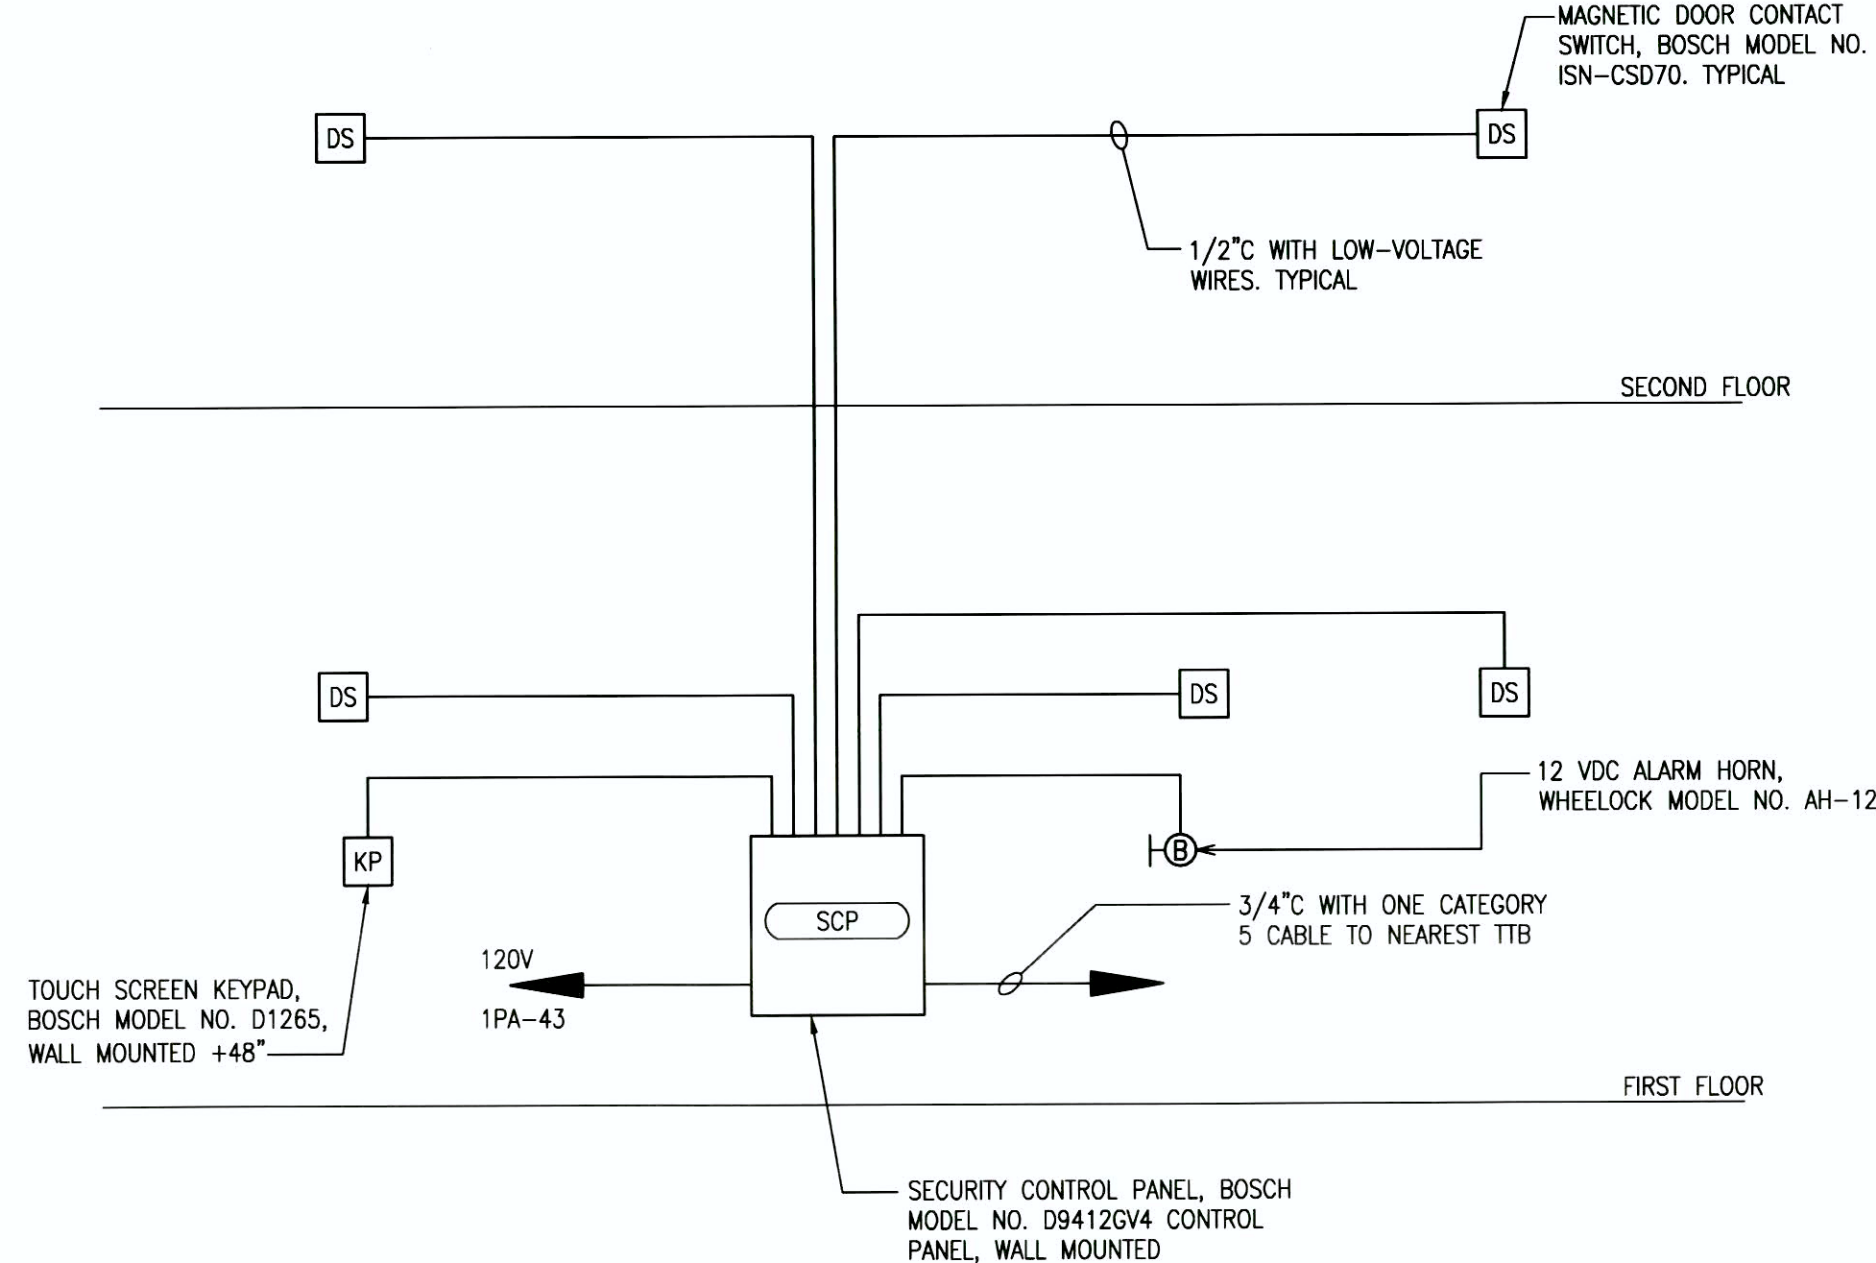 MAGNETIC DOOR CONTACT
SWITCH, BOSCH MODEL NO.
ISN-CSD70. TYPICAL
DS
DS
1/2"C WITH LOW-VOLTAGE
WIRES. TYPICAL
SECOND FLOOR
DS
DS
DS
12 VDC ALARM HORN,
WHEELOCK MODEL NO. AH-12
KP
B
SCP
3/4"C WITH ONE CATEGORY
5 CABLE TO NEAREST TTB
120V
1PA-43
TOUCH SCREEN KEYPAD,
BOSCH MODEL NO. D1265,
WALL MOUNTED +48"
FIRST FLOOR
SECURITY CONTROL PANEL, BOSCH
MODEL NO. D9412GV4 CONTROL
PANEL, WALL MOUNTED